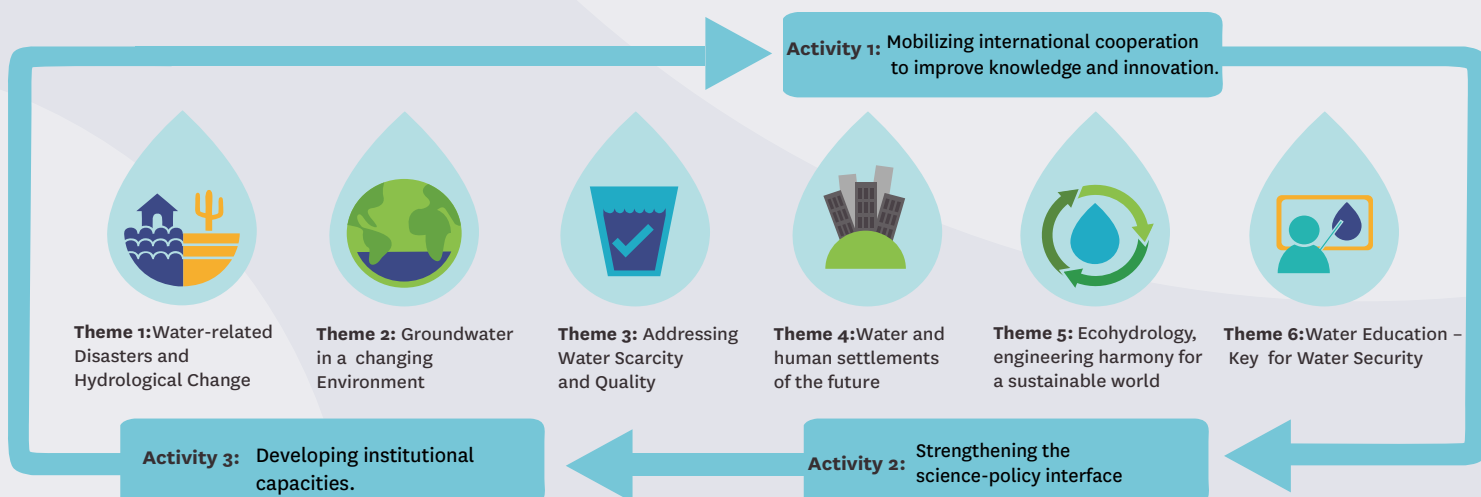 Activity 1: Mobilizing international cooperation
to improve knowledge and innovation.
Theme 1:Water-related
Disasters and
Hydrological Change
Theme 2: Groundwater
in a changing
Environment
Theme 3: Addressing
Water Scarcity
and Quality
Theme 4:Water and
human settlements
of the future
Theme 5: Ecohydrology,
engineering harmony for
a sustainable world
Theme 6:Water Education –
Key for Water Security
Activity 3: Developing institutional
capacities.
Activity 2: Strengthening the
science-policy interface